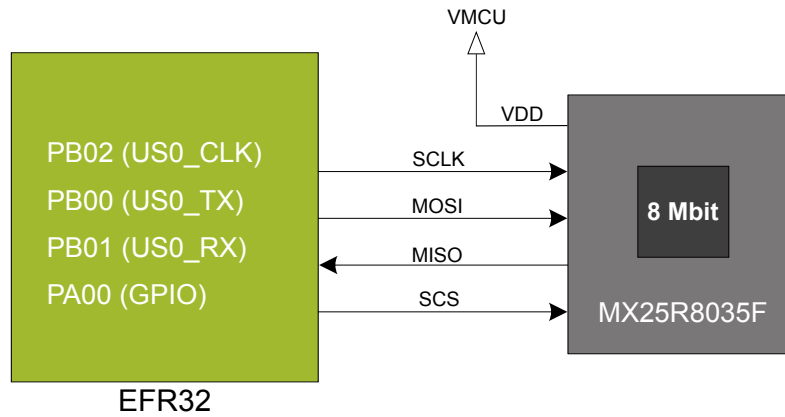 VMCU
VDD
PB02 (US0_CLK)
SCLK
PB00 (US0_TX)
MOSI
8 Mbit
PB01 (US0_RX)
MISO
PA00 (GPIO)
SCS
MX25R8035F
EFR32